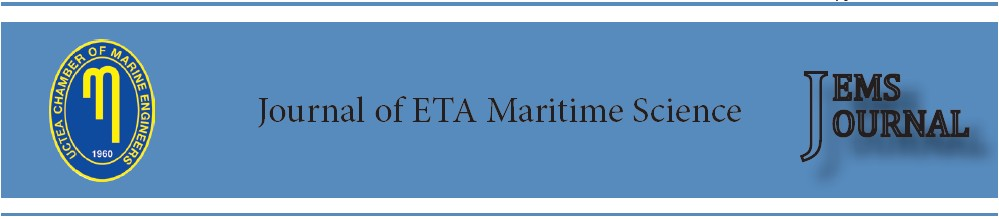 UCTEA CHAMBER OF MARINE ENGINEERS
η
1960
Journal of ETA Maritime Science
JEMS
JOURNAL